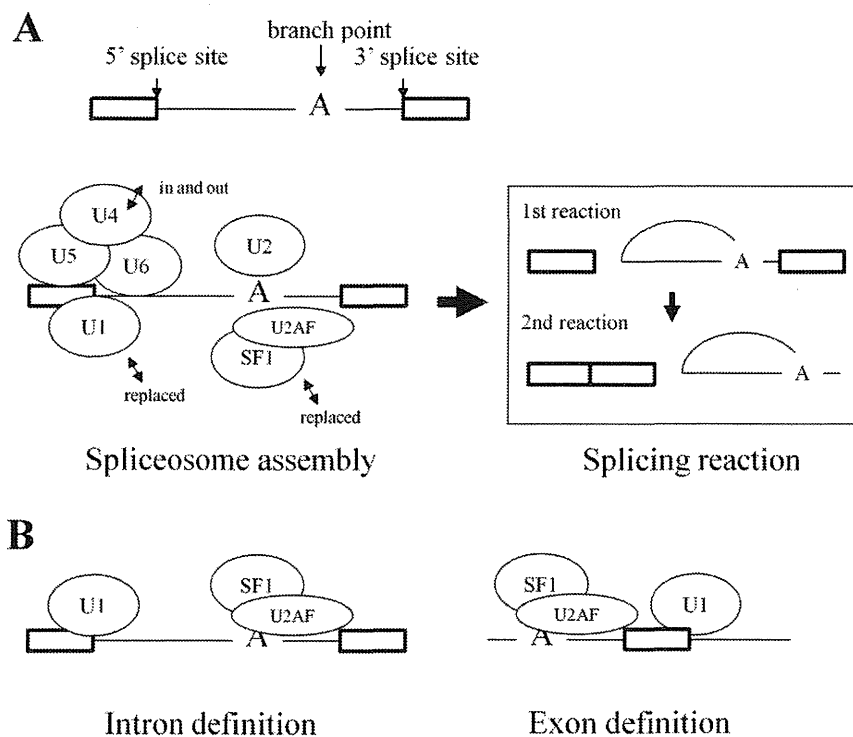 A
branch point
5' splice site
3' splice site
A
in and out
U4
U5
U6
U2
A
U1
U2AF
SF1
replaced
replaced
Spliceosome assembly
1st reaction
A
2nd reaction
A
Splicing reaction
B
U1
SF1
U2AF
A
Intron definition
SF1
U2AF
U1
A
Exon definition